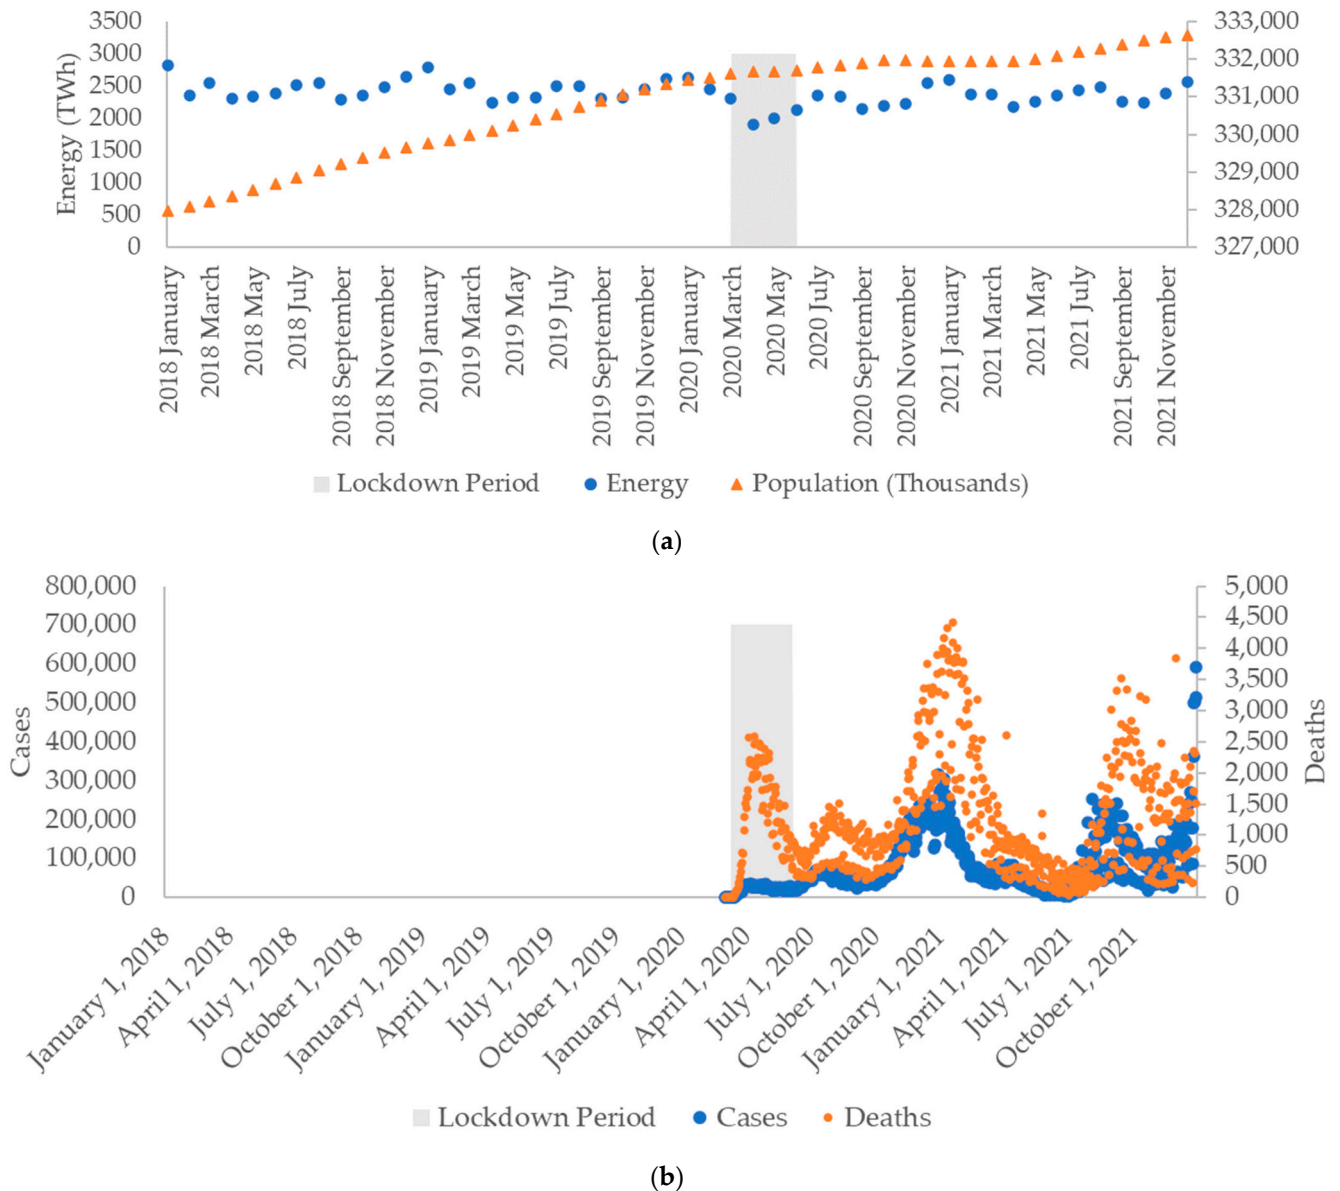 Energy (TWh)
3500
3000
2500
2000
1500
1000
500
0
333,000
332,000
331,000
330,000
329,000
328,000
327,000
2018 January
2018 March
2018 May
2018 July
2018 September
2018 November
2019 January
2019 March
2019 May
2019 July
2019 September
2019 November
2020 January
2020 March
2020 May
2020 July
2020 September
2020 November
2021 January
2021 March
2021 May
2021 July
2021 September
2021 November
Lockdown Period
Energy
Population (Thousands)
(a)
Cases
800,000
700,000
600,000
500,000
400,000
300,000
200,000
100,000
0
5,000
4,500
4,000
3,500
3,000
2,500
2,000
1,500
1,000
500
0
Deaths
January 1, 2018
April 1, 2018
July 1, 2018
October 1, 2018
January 1, 2019
April 1, 2019
July 1, 2019
October 1, 2019
January 1, 2020
April 1, 2020
July 1, 2020
October 1, 2020
January 1, 2021
April 1, 2021
July 1, 2021
October 1, 2021
Lockdown Period
Cases
Deaths
(b)